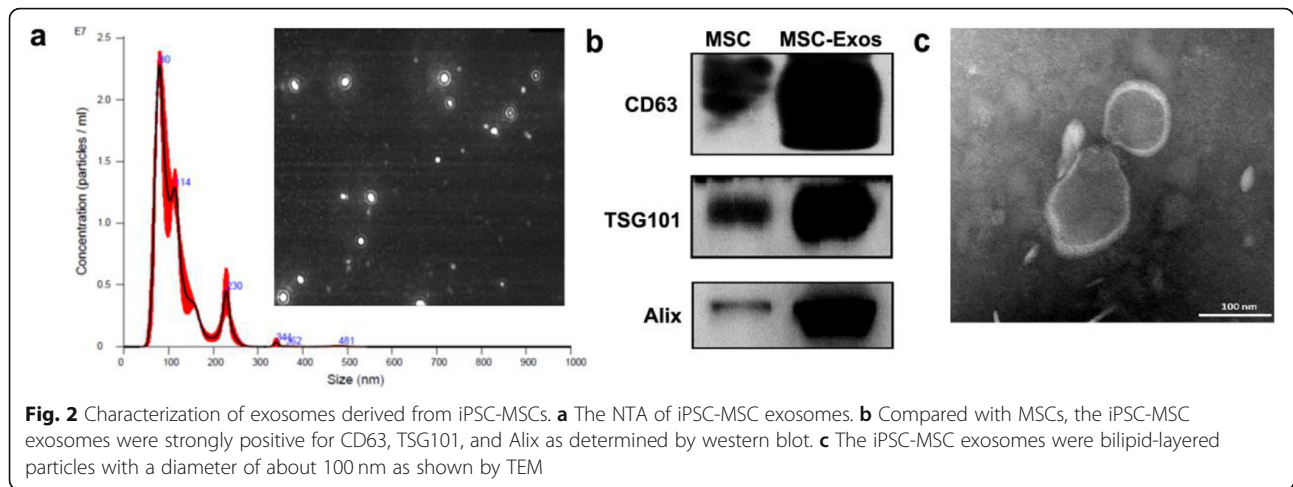 a
E7
2.5
2.0
1.5
1.0
0.5
0
Concentration (particles / ml)
80
114
230
344
362
481
0 100 200 300 400 500 600 700 800 900 1000
Size (nm)
b
MSC MSC-Exos
CD63
TSG101
Alix
c
100 nm
Fig. 2 Characterization of exosomes derived from iPSC-MSCs. a The NTA of iPSC-MSC exosomes. b Compared with MSCs, the iPSC-MSC
exosomes were strongly positive for CD63, TSG101, and Alix as determined by western blot. c The iPSC-MSC exosomes were bilipid-layered
particles with a diameter of about 100 nm as shown by TEM